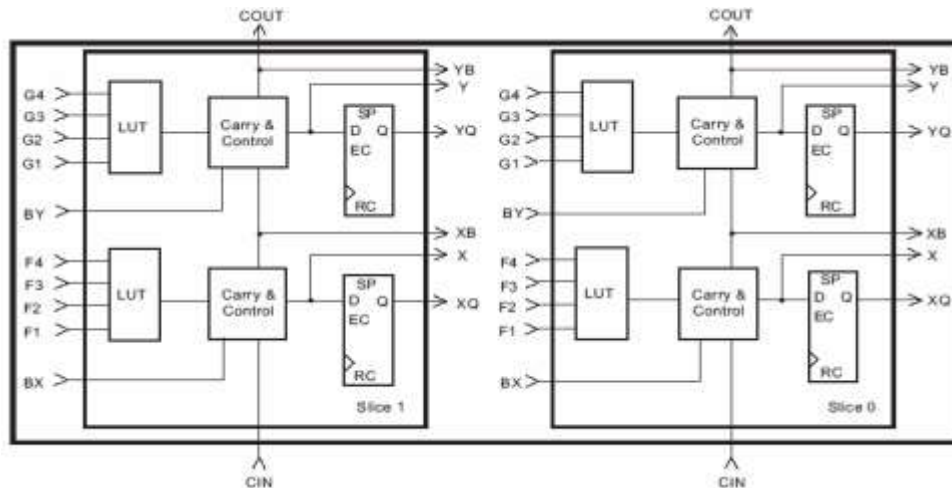 COUT
COUT
YB
Y
G4
G3
G2
G1
LUT
Carry &
Control
SP
D Q
EC
RC
YQ
BY
XB
X
F4
F3
F2
F1
LUT
Carry &
Control
SP
D Q
EC
RC
XQ
BX
Slice 1
CIN
YB
Y
G4
G3
G2
G1
LUT
Carry &
Control
SP
D Q
EC
RC
YQ
BY
XB
X
F4
F3
F2
F1
LUT
Carry &
Control
SP
D Q
EC
RC
XQ
BX
Slice 0
CIN